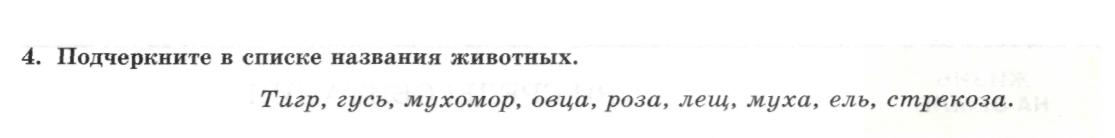 4. Подчеркните в списке названия животных.
Тигр, гусь, мухомор, овца, роза, лещ, муха, ель, стрекоза.